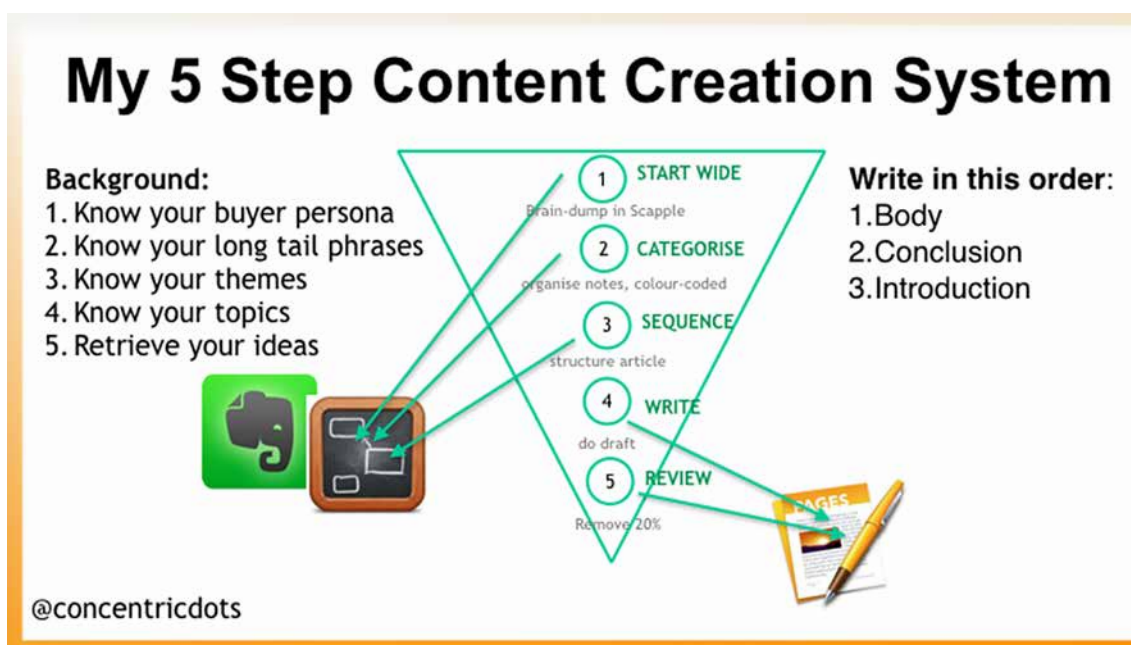 My 5 Step Content Creation System
Background:
1. Know your buyer persona
2. Know your long tail phrases
3. Know your themes
4. Know your topics
5. Retrieve your ideas
1 START WIDE
Brain-dump in Scapple
2 CATEGORISE
organise notes, colour-coded
3 SEQUENCE
structure article
4 WRITE
do draft
5 REVIEW
Remove 20%
Write in this order:
1.Body
2.Conclusion
3.Introduction
PAGES
@concentricdots